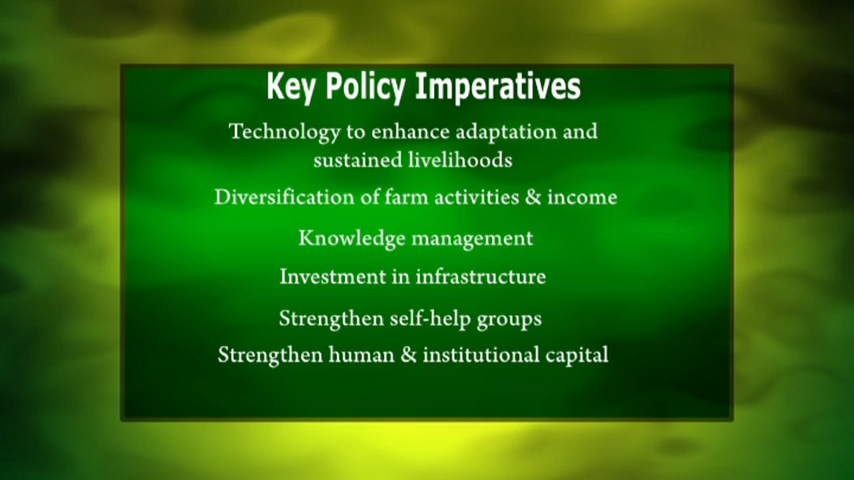 Key Policy Imperatives
Technology to enhance adaptation and
sustained livelihoods
Diversification of farm activities & income
Knowledge management
Investment in infrastructure
Strengthen self-help groups
Strengthen human & institutional capital